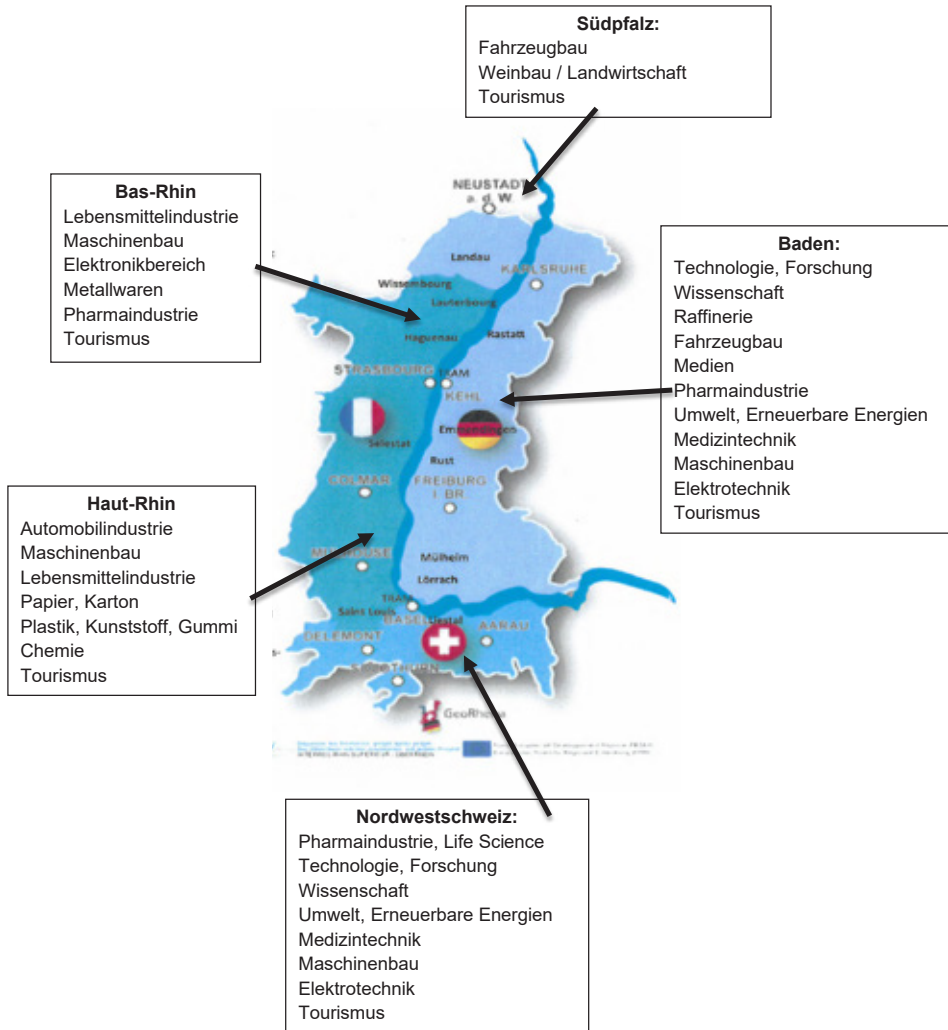 Südpfalz:
Fahrzeugbau
Weinbau / Landwirtschaft
Tourismus
Bas-Rhin
Lebensmittelindustrie
Maschinenbau
Elektronikbereich
Metallwaren
Pharmaindustrie
Tourismus
Baden:
Technologie, Forschung
Wissenschaft
Raffinerie
Fahrzeugbau
Medien
Pharmaindustrie
Umwelt, Erneuerbare Energien
Medizintechnik
Maschinenbau
Elektrotechnik
Tourismus
Haut-Rhin
Automobilindustrie
Maschinenbau
Lebensmittelindustrie
Papier, Karton
Plastik, Kunststoff, Gummi
Chemie
Tourismus
NEUSTADT
a. d. W.
Landau
KARLSRUHE
Wissembourg
Lauterbourg
Rastatt
Haguenau
STRASBOURG
TRAM
KEHL
Emmendingen
Sélestat
Rust
COLMAR
FREIBURG
i. BR.
MULHOUSE
Mülheim
Lörrach
TRAM
Saint Louis
BASEL
Liestal
AARAU
DELEMONT
SOLOTHURN
GeoRhena
Nordwestschweiz:
Pharmaindustrie, Life Science
Technologie, Forschung
Wissenschaft
Umwelt, Erneuerbare Energien
Medizintechnik
Maschinenbau
Elektrotechnik
Tourismus